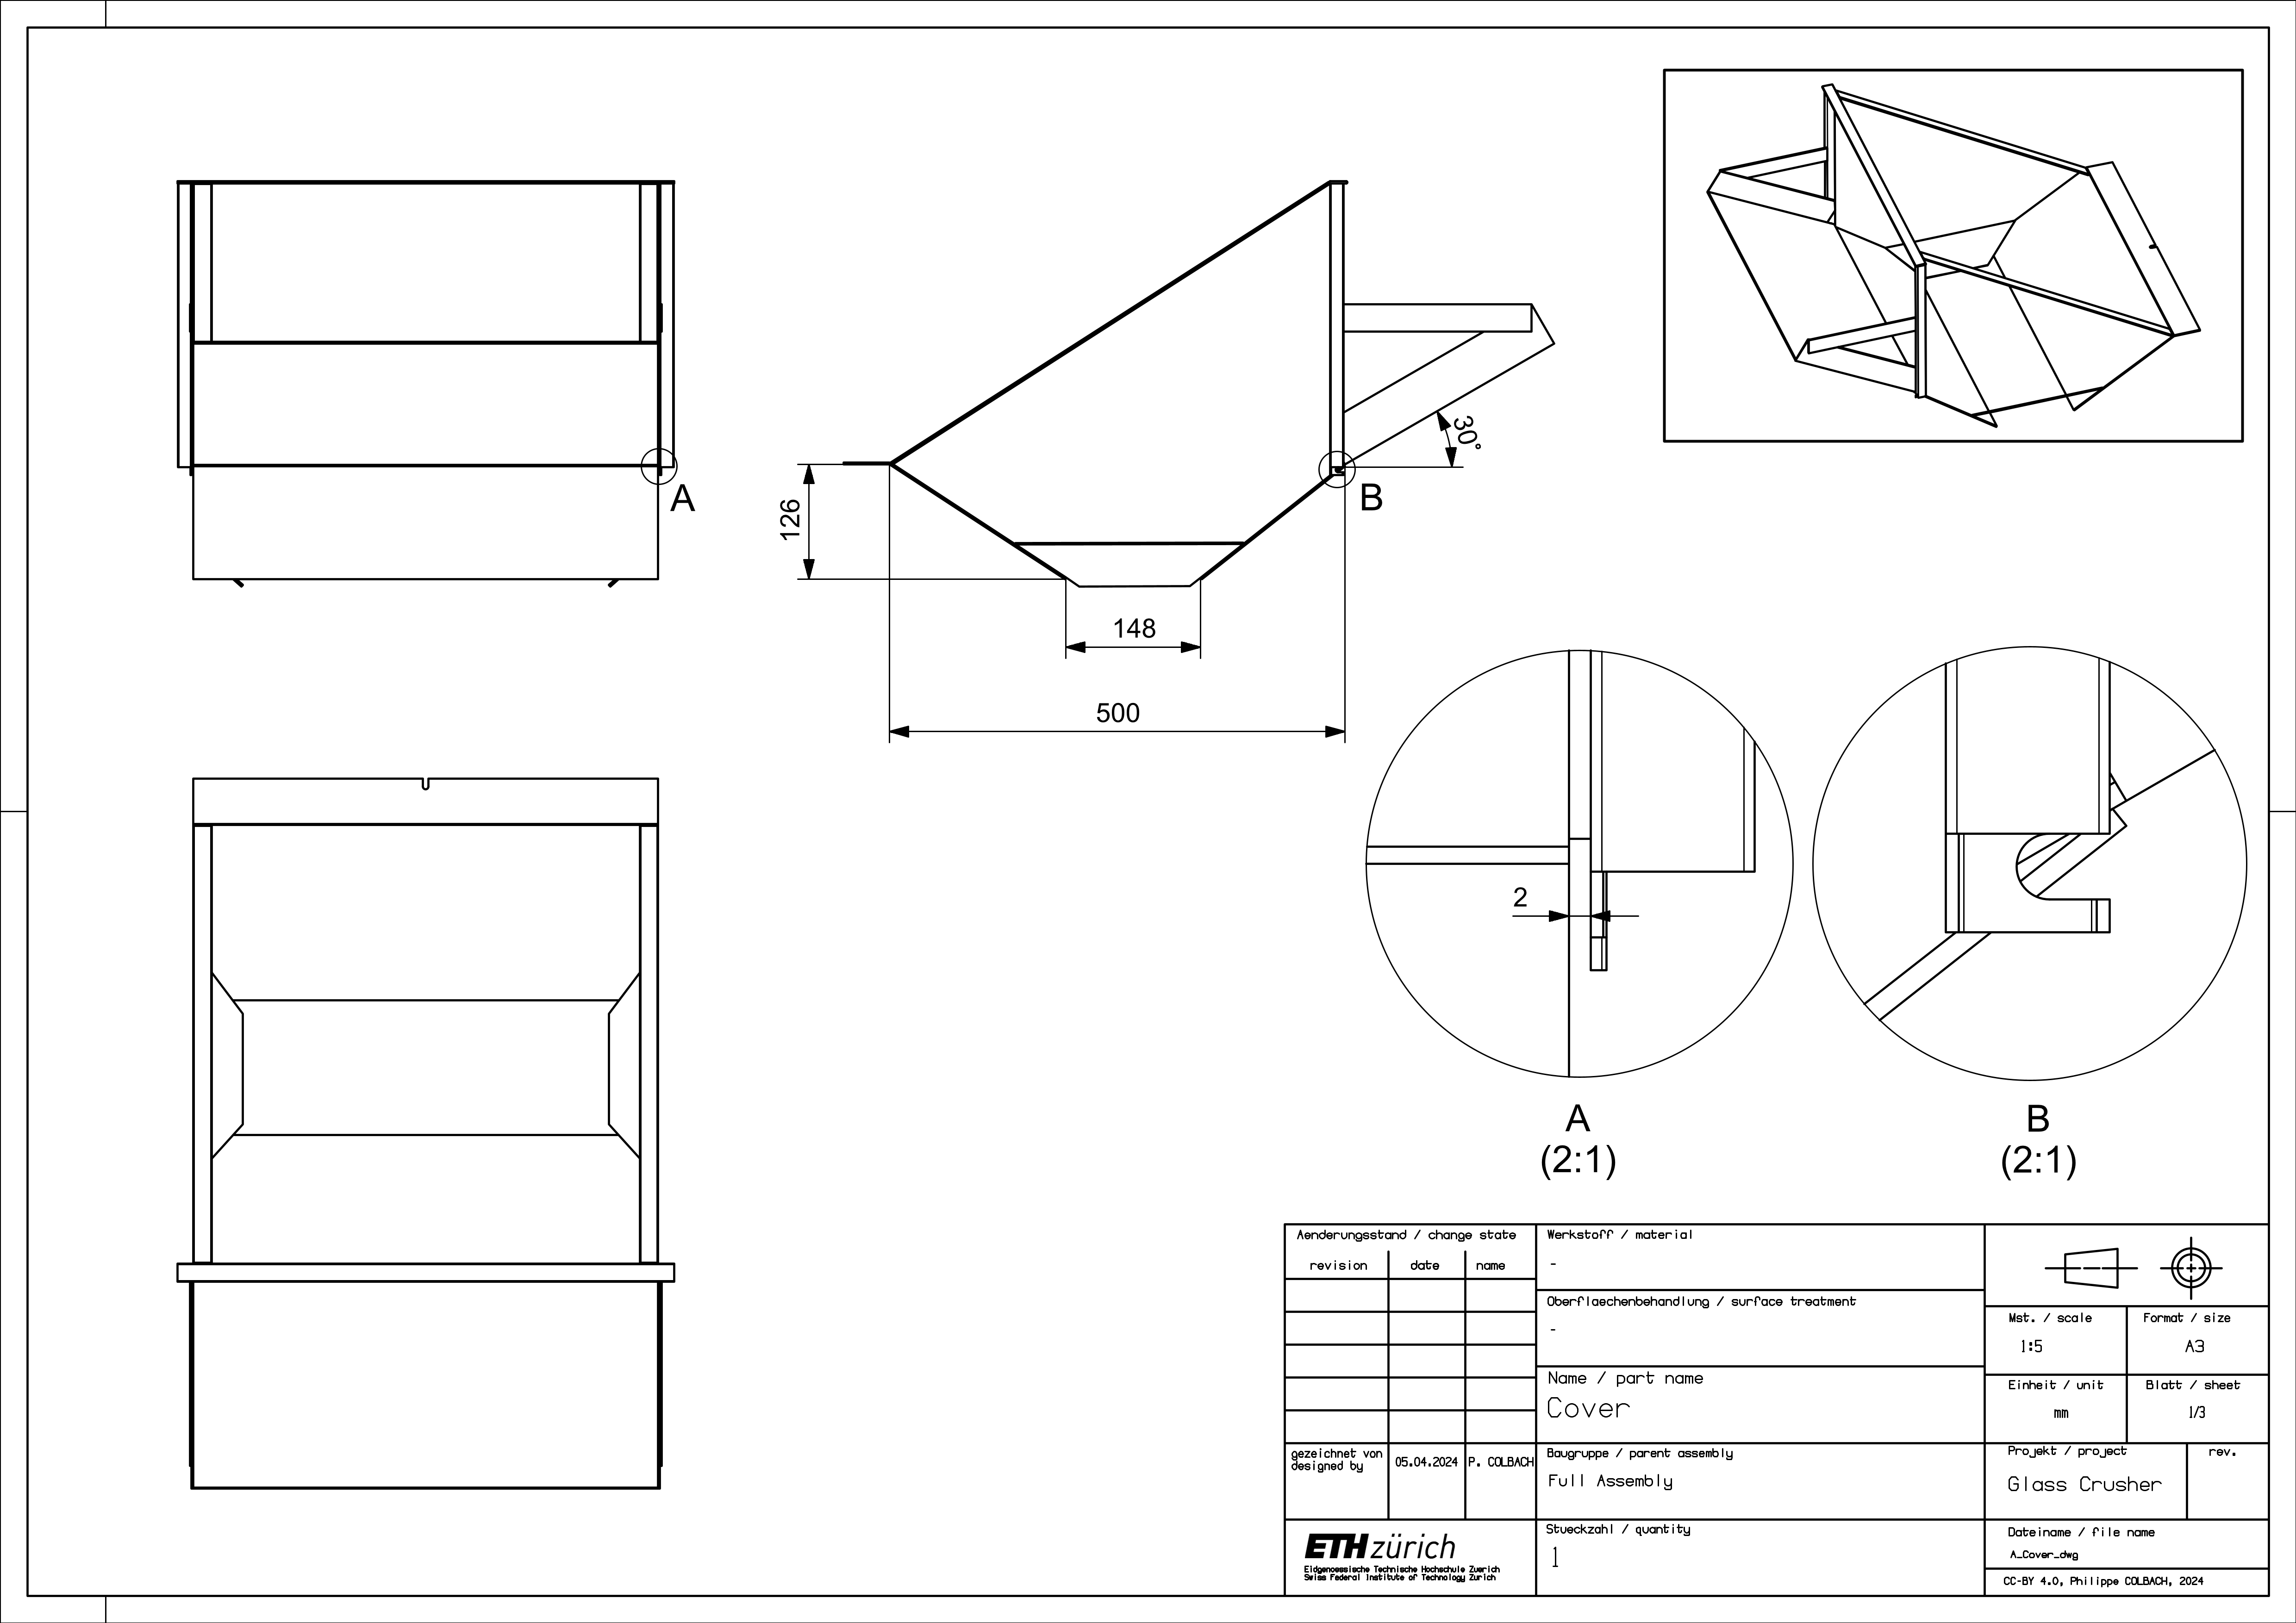 A
126
148
500
30°
B
2
A
(2:1)
B
(2:1)
Aenderungsstand / change state
revision date name
gezeichnet von
designed by
05.04.2024 P. COLBACH
ETH zürich
Eidgenoessische Technische Hochschule Zuerich
Swiss Federal Institute of Technology Zurich
Werkstoff / material
-
Oberflaechenbehandlung / surface treatment
-
Name / part name
Cover
Baugruppe / parent assembly
Full Assembly
Stueckzahl / quantity
1
Mst. / scale
1:5
Format / size
A3
Einheit / unit
mm
Blatt / sheet
1/3
Projekt / project
Glass Crusher
rev.
Dateiname / file name
A_Cover_dwg
CC-BY 4.0, Philippe COLBACH, 2024